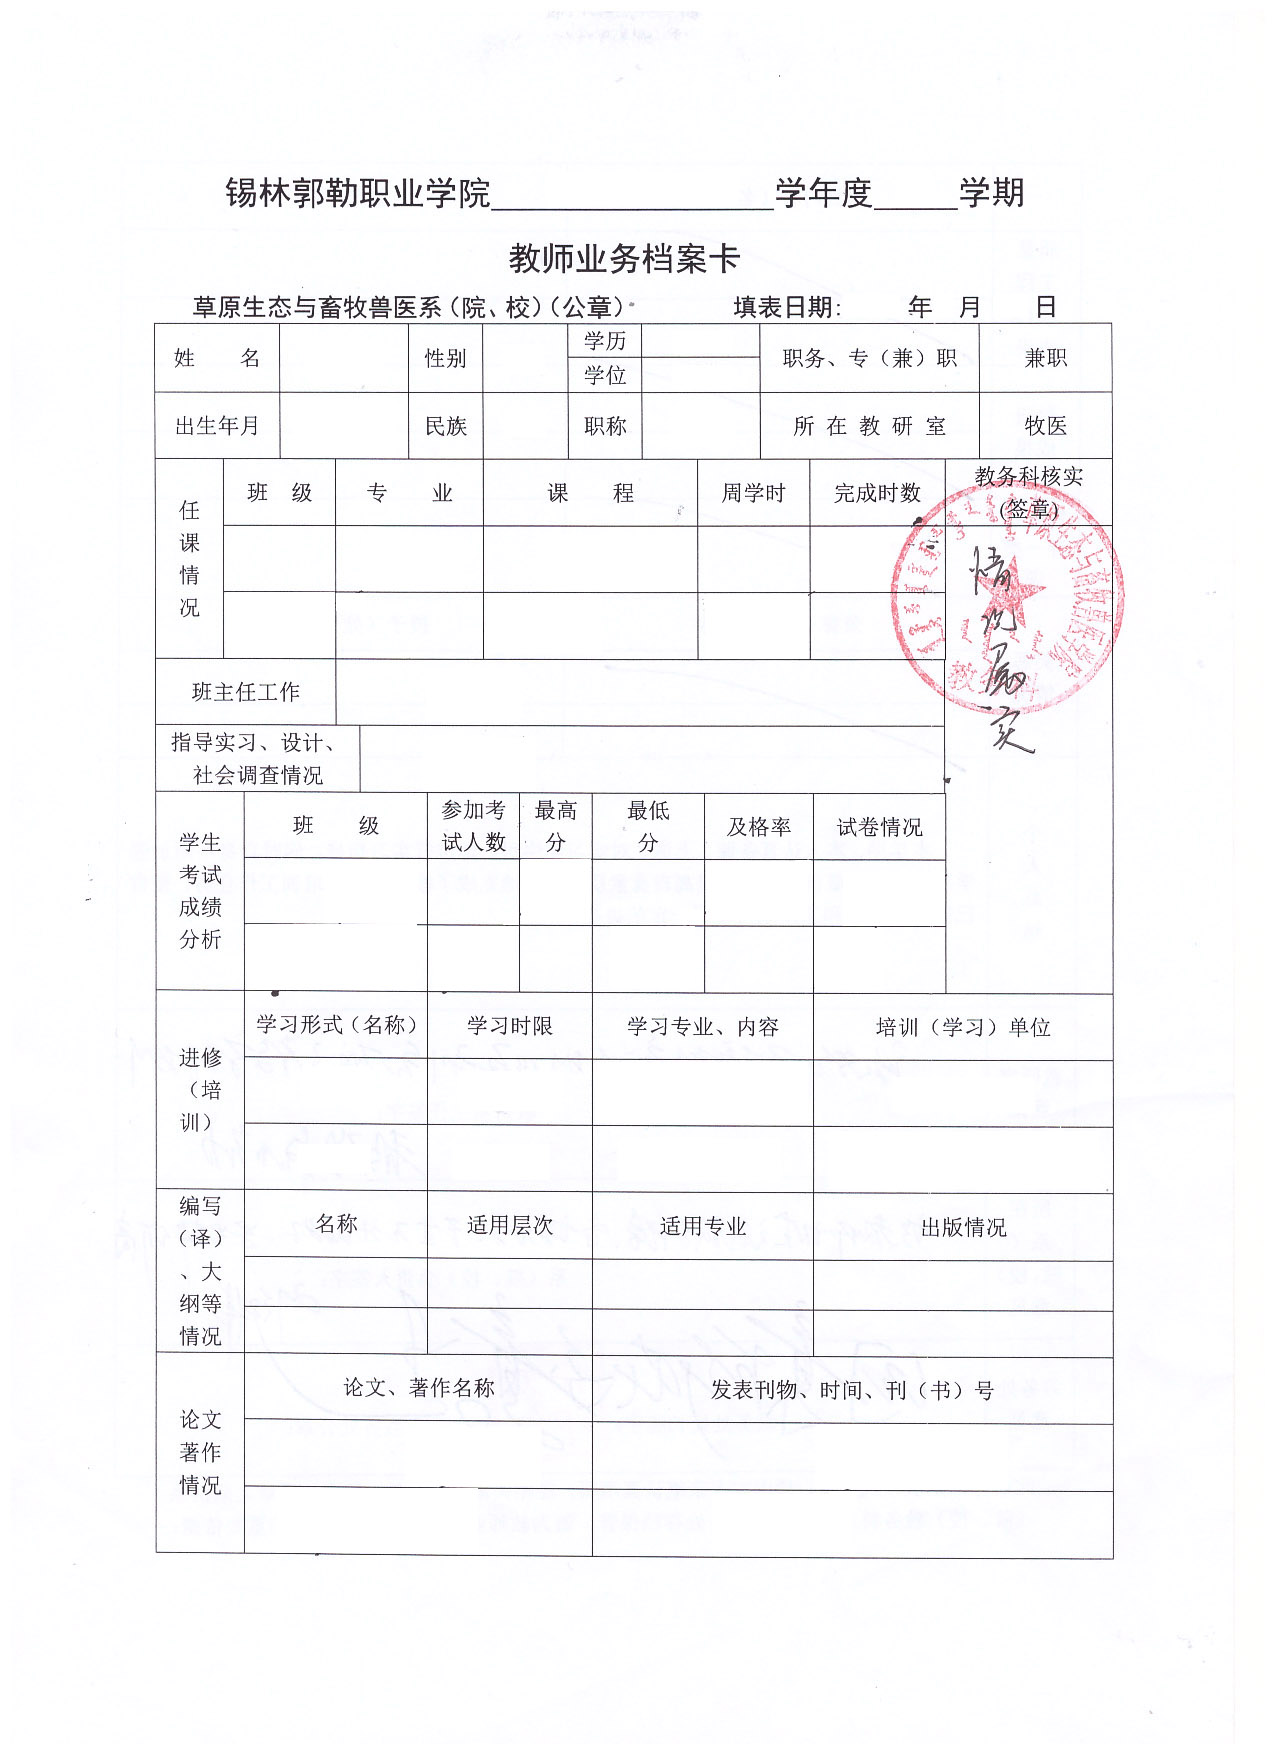 锡林郭勒职业学院________________学年度_____学期
教师业务档案卡
草原生态与畜牧兽医系（院、校）（公章） 填表日期： 年 月 日
姓 名 性别 学历 职务、专（兼）职 兼职
学位
出生年月 民族 职称 所 在 教 研 室 牧医
任课情况 班 级 专 业 课 程 周学时 完成时数 教务科核实
（签章）
情况属实
草原生态与畜牧兽医学院
教务科
班主任工作
指导实习、设计、
社会调查情况
学生
考试
成绩
分析
班 级 参加考
试人数
最高
分
最低
分
及格率 试卷情况
进修
（培
训）
学习形式（名称） 学习时限 学习专业、内容 培训（学习）单位
编写
（译）
、大
纲等
情况
名称 适用层次 适用专业 出版情况
论文
著作
情况
论文、著作名称 发表刊物、时间、刊（书）号